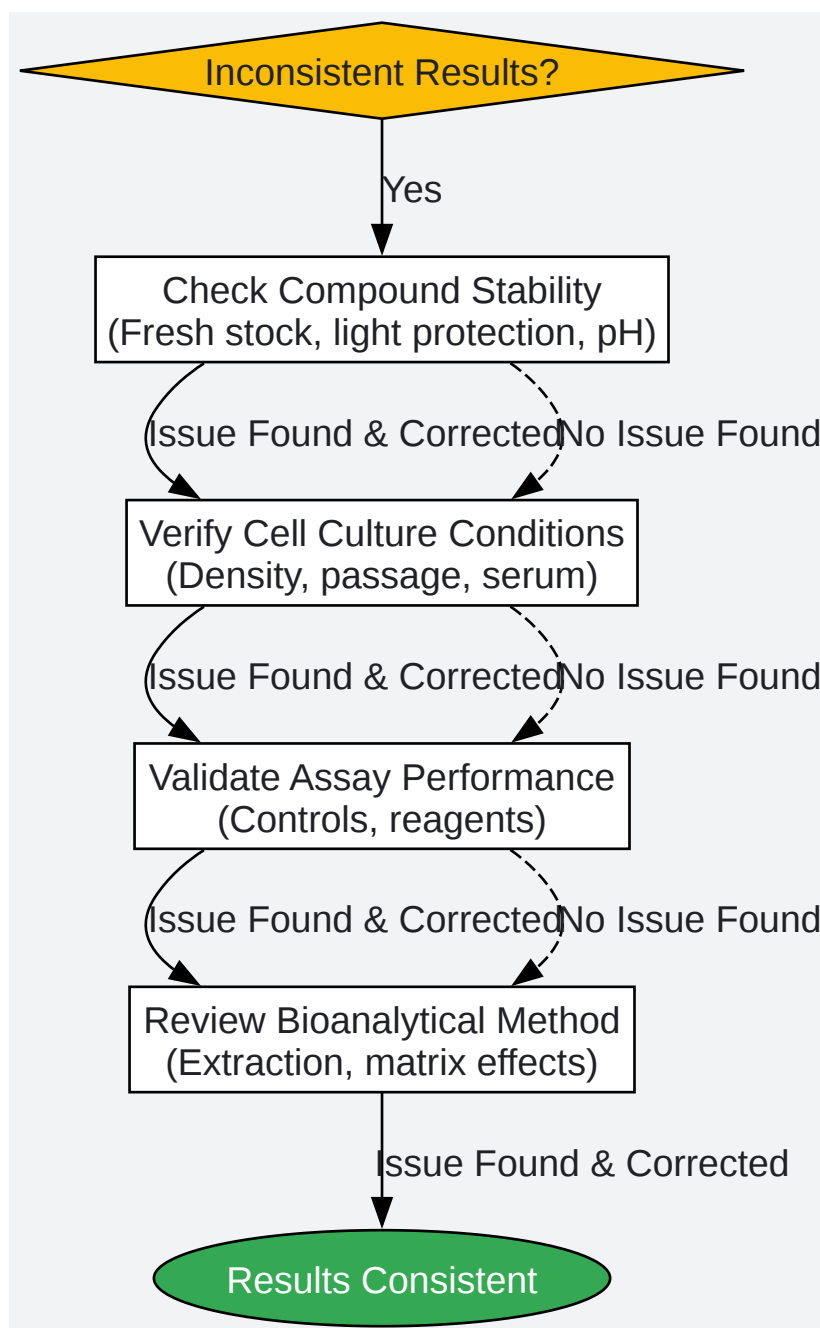 Inconsistent Results?
Yes
Check Compound Stability
(Fresh stock, light protection, pH)
Issue Found & Corrected
No Issue Found
Verify Cell Culture Conditions
(Density, passage, serum)
Issue Found & Corrected
No Issue Found
Validate Assay Performance
(Controls, reagents)
Issue Found & Corrected
No Issue Found
Review Bioanalytical Method
(Extraction, matrix effects)
Issue Found & Corrected
Results Consistent